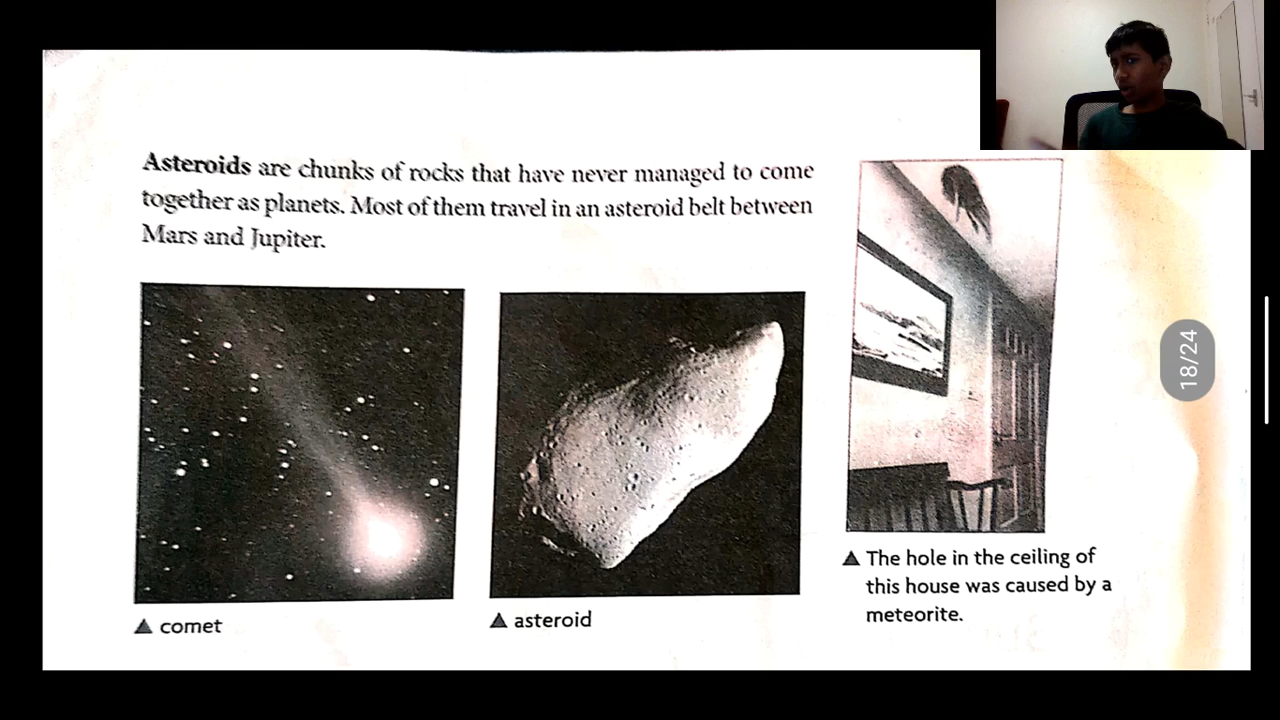 Asteroids are chunks of rocks that have never managed to come
together as planets. Most of them travel in an asteroid belt between
Mars and Jupiter.
▲ comet
▲ asteroid
▲ The hole in the ceiling of
this house was caused by a
meteorite.
18/24